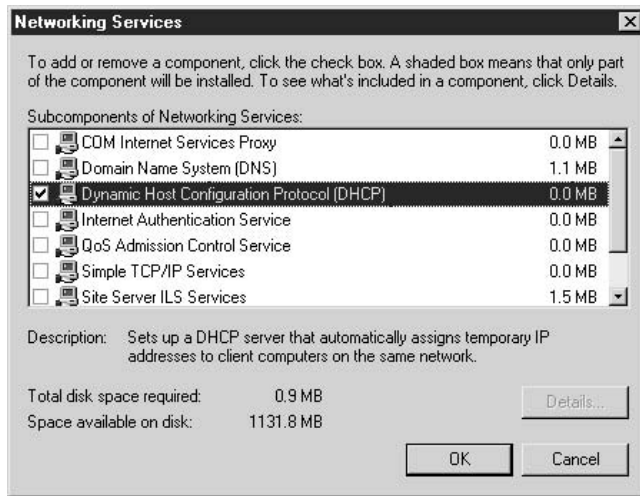 Networking Services
To add or remove a component, click the check box. A shaded box means that only part
of the component will be installed. To see what's included in a component, click Details.
Subcomponents of Networking Services:
COM Internet Services Proxy 0.0 MB
Domain Name System (DNS) 1.1 MB
Dynamic Host Configuration Protocol (DHCP) 0.0 MB
Internet Authentication Service 0.0 MB
QoS Admission Control Service 0.0 MB
Simple TCP/IP Services 0.0 MB
Site Server ILS Services 1.5 MB
Description: Sets up a DHCP server that automatically assigns temporary IP
addresses to client computers on the same network.
Total disk space required: 0.9 MB
Space available on disk: 1131.8 MB
Details...
OK Cancel